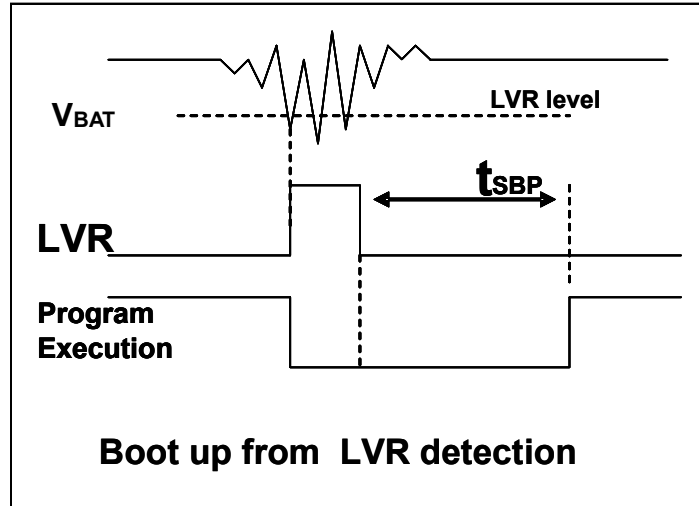 LVR level
VBAT
tSBP
LVR
Program
Execution
Boot up from LVR detection